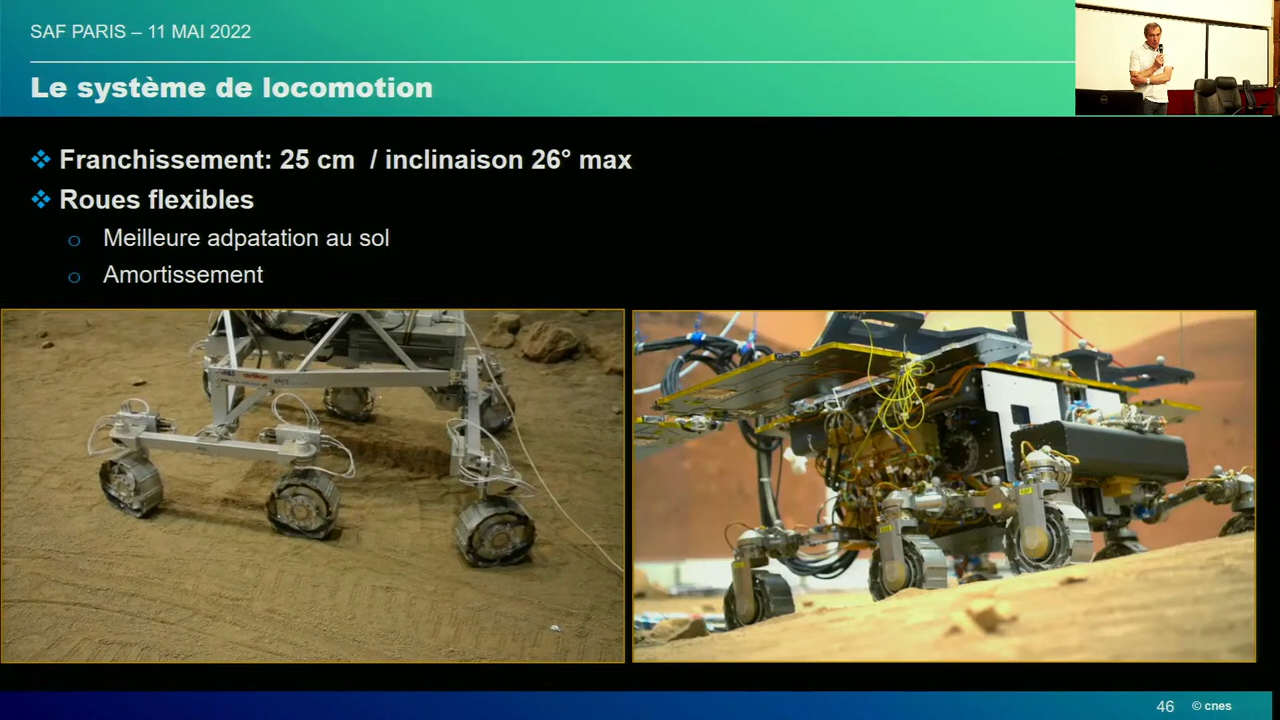 SAF PARIS – 11 MAI 2022
Le système de locomotion
Franchissement: 25 cm / inclinaison 26° max
Roues flexibles
Meilleure adpatation au sol
Amortissement
46 © cnes